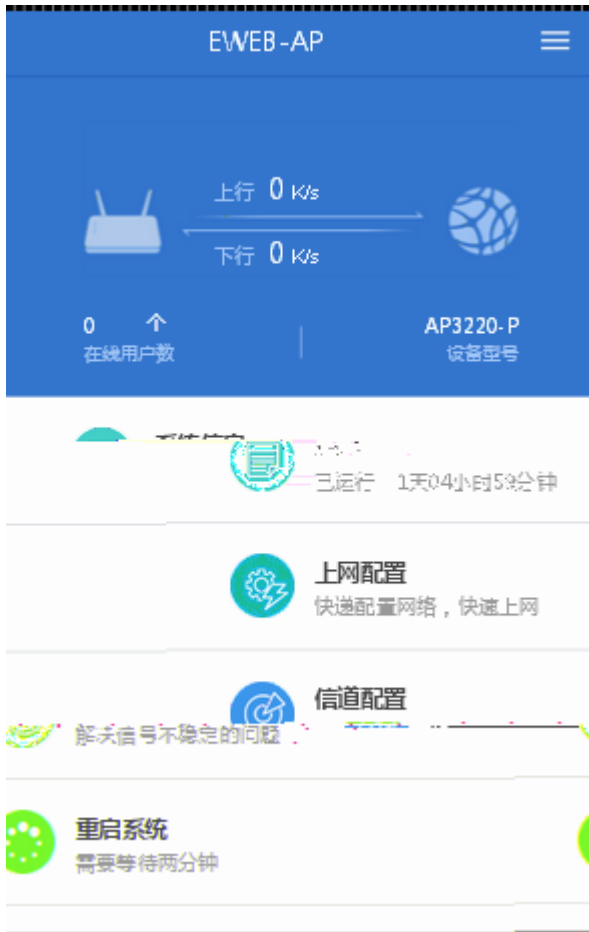 EWEB-AP
上行 0 K/s
下行 0 K/s
0 个
在线用户数
AP3220-P
设备型号
已运行 1天04小时59分钟
上网配置
快递配置网络，快速上网
信道配置
解决信号不稳定的问题
重启系统
需要等待两分钟